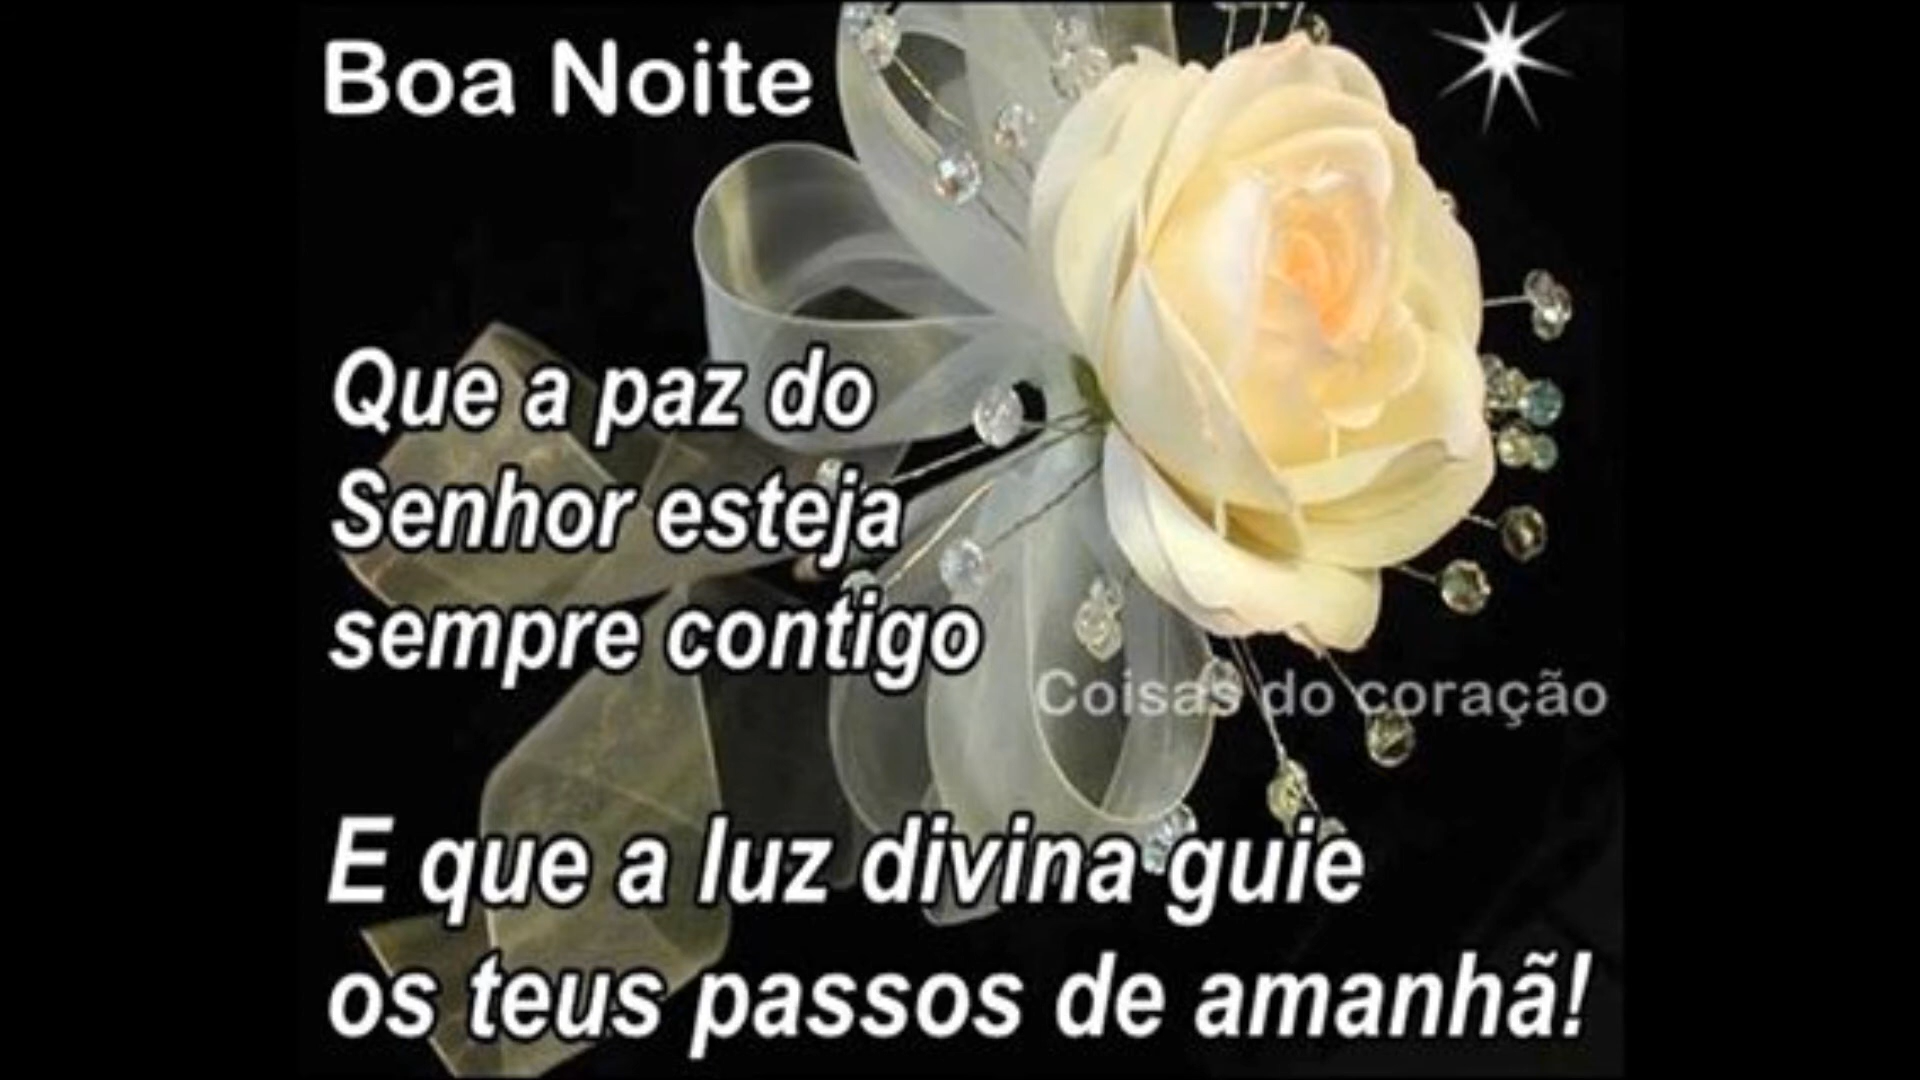 Boa Noite
Que a paz do
Senhor esteja
sempre contigo
Coisas do coração
E que a luz divina guie
os teus passos de amanhã!